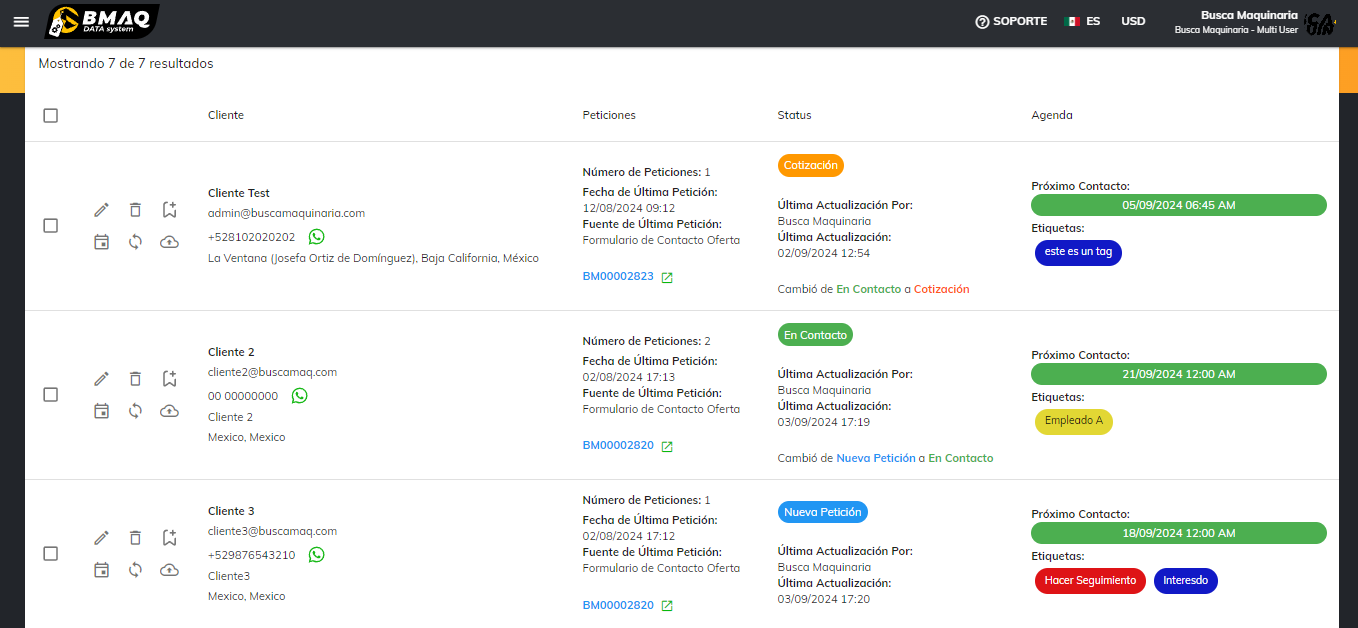 BMAQ
DATA system
SOPORTE
ES
USD
Busca Maquinaria
Busca Maquinaria - Multi User
Mostrando 7 de 7 resultados
Cliente
Peticiones
Status
Agenda
Cliente Test
admin@buscamaquinaria.com
+528102020202
La Ventana (Josefa Ortiz de Domínguez), Baja California, México
Número de Peticiones: 1
Fecha de Última Petición:
12/08/2024 09:12
Fuente de Última Petición:
Formulario de Contacto Oferta
BM00002823
Cotización
Última Actualización Por:
Busca Maquinaria
Última Actualización:
02/09/2024 12:54
Cambió de En Contacto a Cotización
Próximo Contacto:
05/09/2024 06:45 AM
Etiquetas:
este es un tag
Cliente 2
cliente2@buscamaq.com
00 00000000
Cliente 2
Mexico, Mexico
Número de Peticiones: 2
Fecha de Última Petición:
02/08/2024 17:13
Fuente de Última Petición:
Formulario de Contacto Oferta
BM00002820
En Contacto
Última Actualización Por:
Busca Maquinaria
Última Actualización:
03/09/2024 17:19
Cambió de Nueva Petición a En Contacto
Próximo Contacto:
21/09/2024 12:00 AM
Etiquetas:
Empleado A
Cliente 3
cliente3@buscamaq.com
+529876543210
Cliente3
Mexico, Mexico
Número de Peticiones: 1
Fecha de Última Petición:
02/08/2024 17:12
Fuente de Última Petición:
Formulario de Contacto Oferta
BM00002820
Nueva Petición
Última Actualización Por:
Busca Maquinaria
Última Actualización:
03/09/2024 17:20
Próximo Contacto:
18/09/2024 12:00 AM
Etiquetas:
Hacer Seguimiento
Interesdo